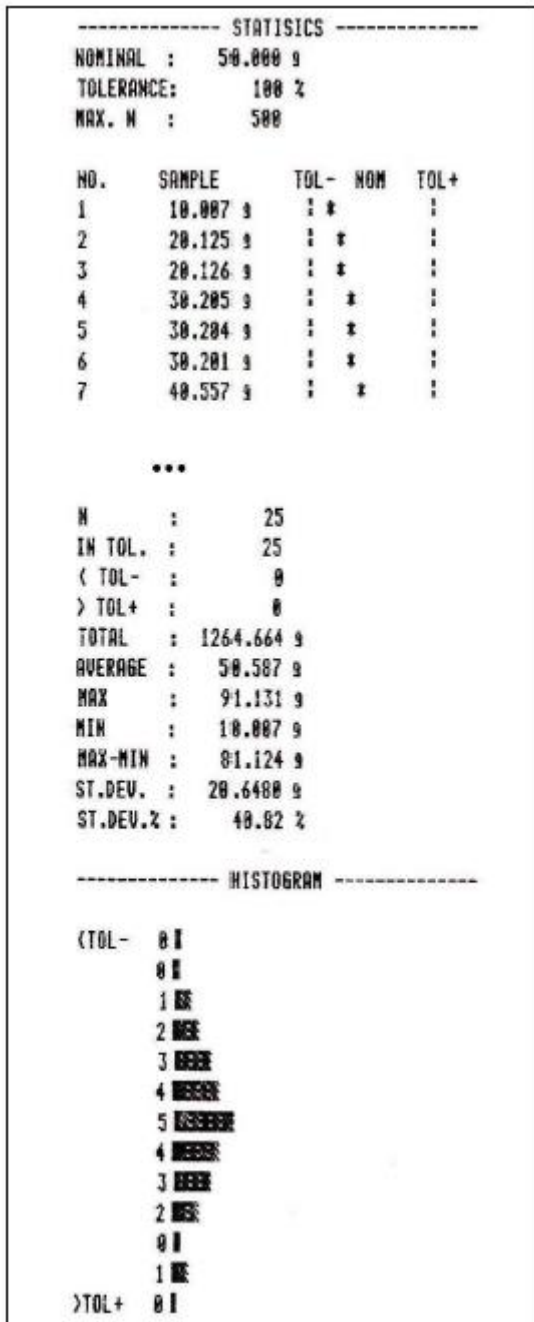 -------------- STATISICS --------------
NOMINAL : 50.000 g
TOLERANCE: 100 %
MAX. N : 500
NO. SAMPLE TOL- NOM TOL+
1 10.007 g ¦ * ¦
2 20.125 g ¦ * ¦
3 20.126 g ¦ * ¦
4 30.205 g ¦ * ¦
5 30.204 g ¦ * ¦
6 30.201 g ¦ * ¦
7 40.557 g ¦ * ¦
•••
N : 25
IN TOL. : 25
< TOL- : 0
> TOL+ : 0
TOTAL : 1264.664 g
AVERAGE : 50.587 g
MAX : 91.131 g
MIN : 10.007 g
MAX-MIN : 81.124 g
ST.DEV. : 20.6480 g
ST.DEV.% : 40.82 %
-------------- HISTOGRAM --------------
<TOL- 0
0
1
2
3
4
5
4
3
2
0
1
>TOL+ 0